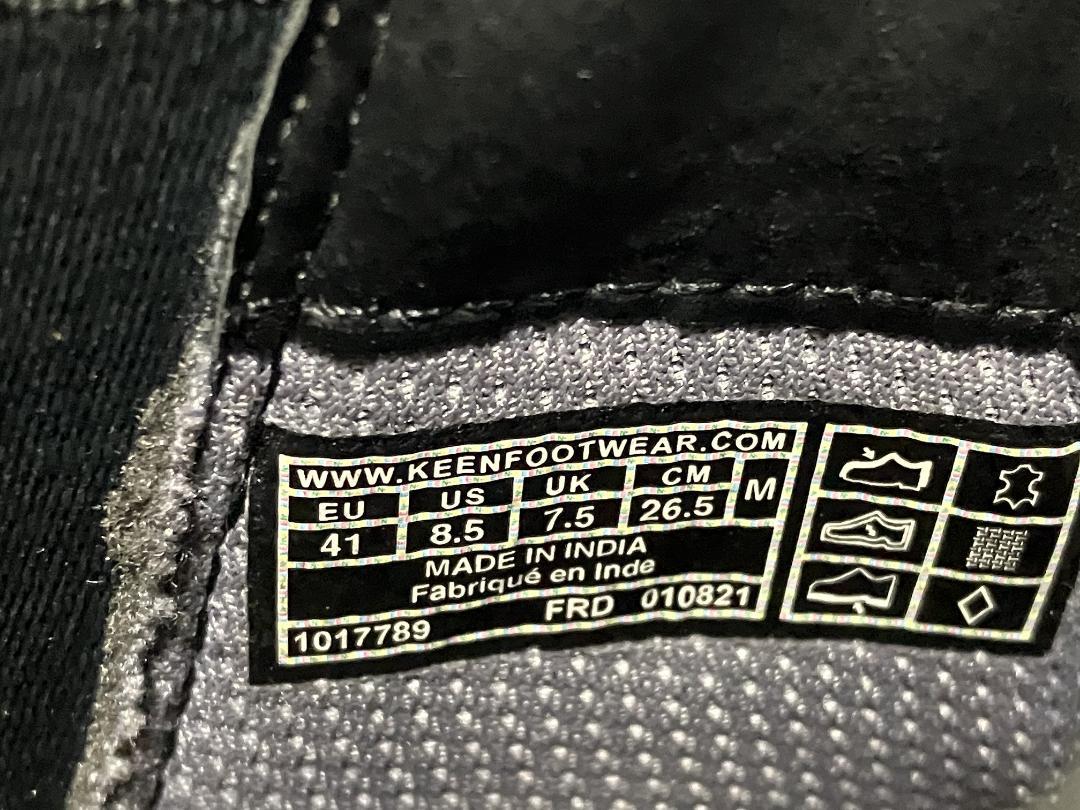 WWW.KEENFOOTWEAR.COM
EU US UK CM M
41 8.5 7.5 26.5
MADE IN INDIA
Fabriqué en Inde
FRD 010821
1017789